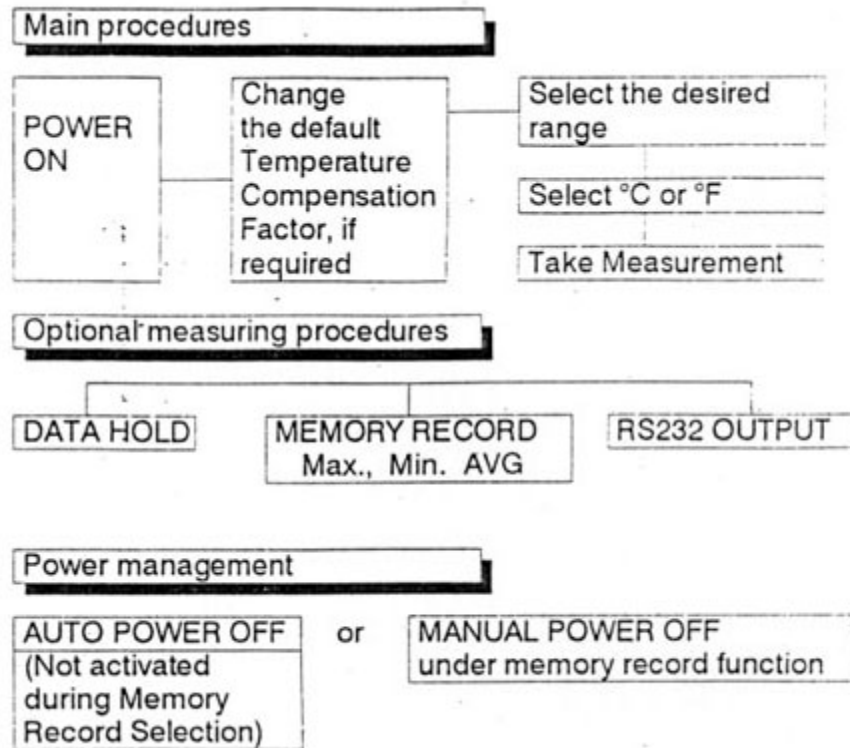 Main procedures
POWER
ON
Change
the default
Temperature
Compensation
Factor, if
required
Select the desired
range
Select °C or °F
Take Measurement
Optional measuring procedures
DATA HOLD
MEMORY RECORD
Max., Min. AVG
RS232 OUTPUT
Power management
AUTO POWER OFF
(Not activated
during Memory
Record Selection)
or
MANUAL POWER OFF
under memory record function